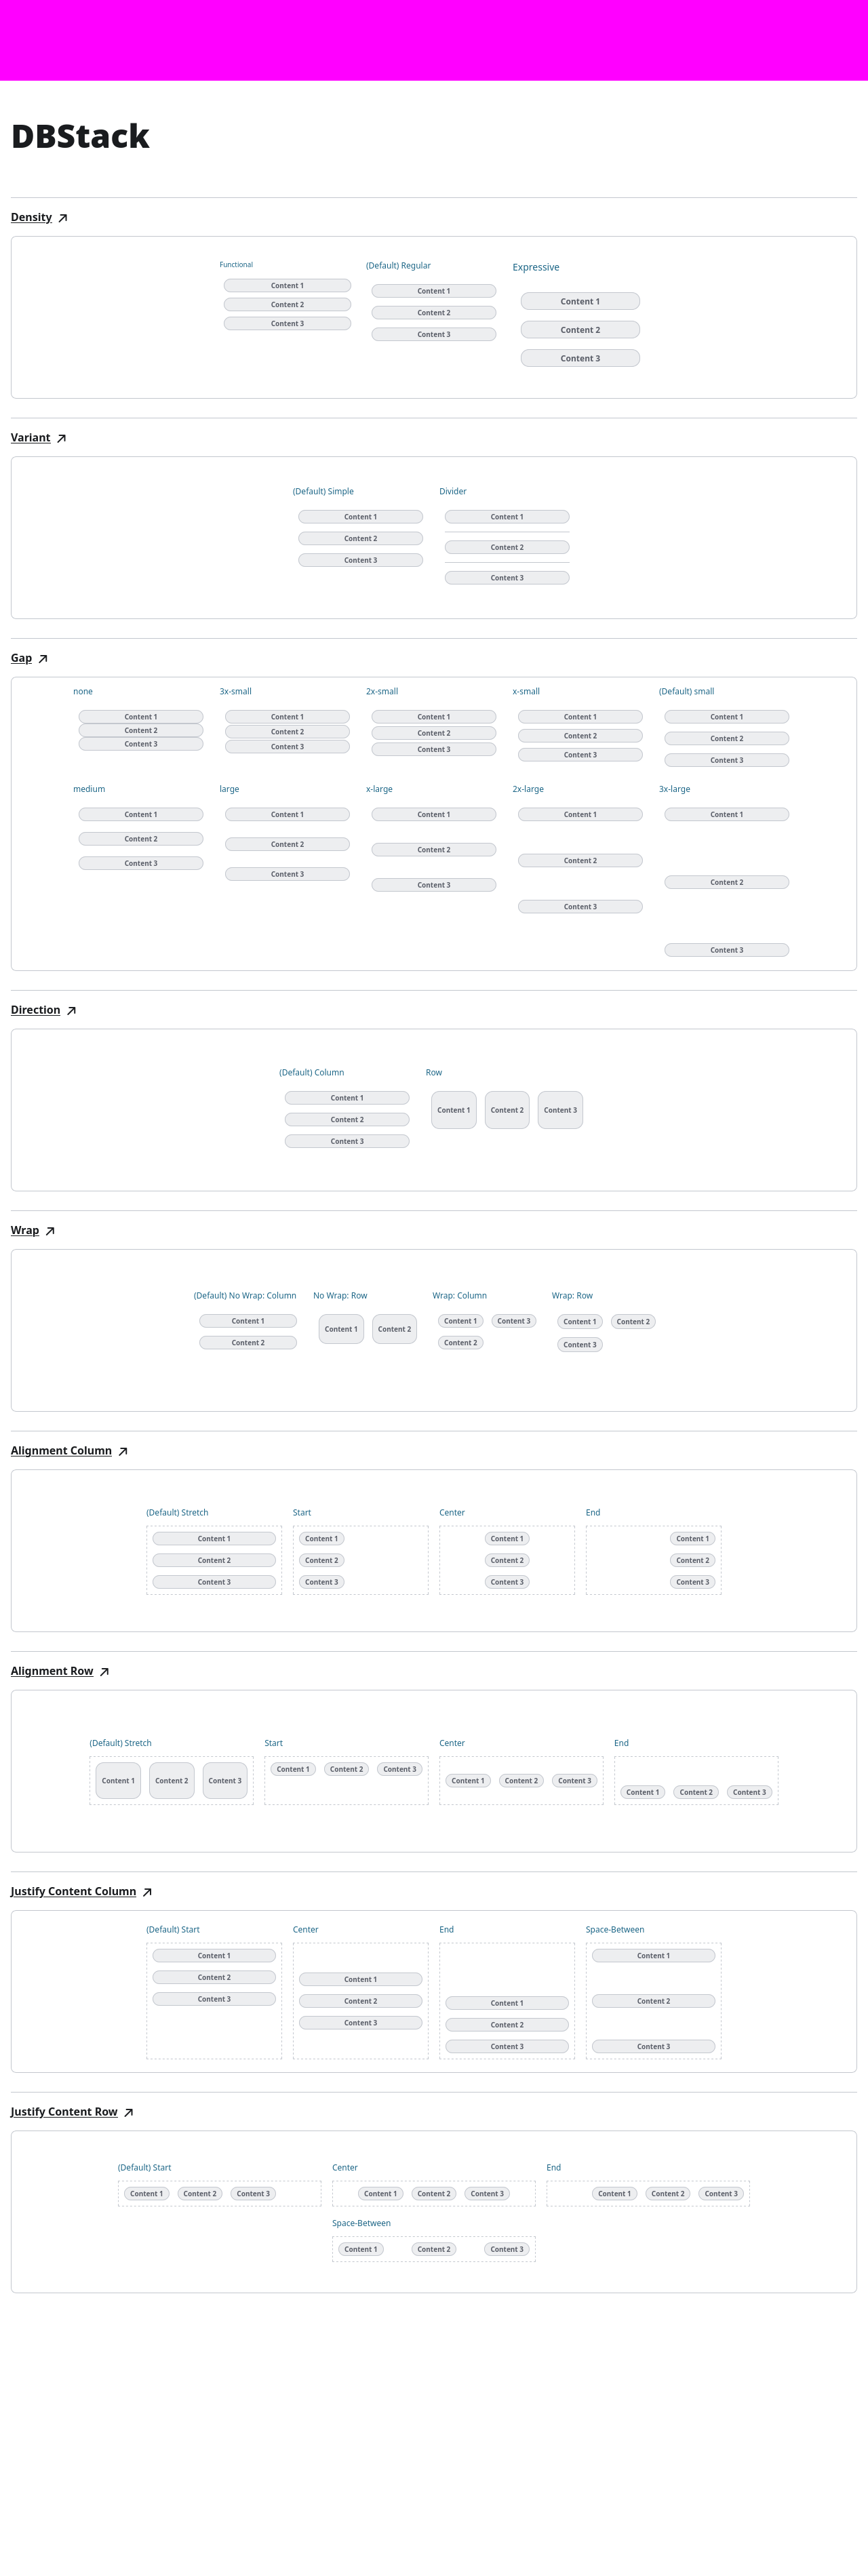 DBStack
Density
Functional
Content 1
Content 2
Content 3
(Default) Regular
Content 1
Content 2
Content 3
Expressive
Content 1
Content 2
Content 3
Variant
(Default) Simple
Content 1
Content 2
Content 3
Divider
Content 1
Content 2
Content 3
Gap
none
Content 1
Content 2
Content 3
3x-small
Content 1
Content 2
Content 3
2x-small
Content 1
Content 2
Content 3
x-small
Content 1
Content 2
Content 3
(Default) small
Content 1
Content 2
Content 3
medium
Content 1
Content 2
Content 3
large
Content 1
Content 2
Content 3
x-large
Content 1
Content 2
Content 3
2x-large
Content 1
Content 2
Content 3
3x-large
Content 1
Content 2
Content 3
Direction
(Default) Column
Content 1
Content 2
Content 3
Row
Content 1
Content 2
Content 3
Wrap
(Default) No Wrap: Column
Content 1
Content 2
No Wrap: Row
Content 1
Content 2
Wrap: Column
Content 1
Content 2
Content 3
Wrap: Row
Content 1
Content 2
Content 3
Alignment Column
(Default) Stretch
Content 1
Content 2
Content 3
Start
Content 1
Content 2
Content 3
Center
Content 1
Content 2
Content 3
End
Content 1
Content 2
Content 3
Alignment Row
(Default) Stretch
Content 1
Content 2
Content 3
Start
Content 1
Content 2
Content 3
Center
Content 1
Content 2
Content 3
End
Content 1
Content 2
Content 3
Justify Content Column
(Default) Start
Content 1
Content 2
Content 3
Center
Content 1
Content 2
Content 3
End
Content 1
Content 2
Content 3
Space-Between
Content 1
Content 2
Content 3
Justify Content Row
(Default) Start
Content 1
Content 2
Content 3
Center
Content 1
Content 2
Content 3
End
Content 1
Content 2
Content 3
Space-Between
Content 1
Content 2
Content 3